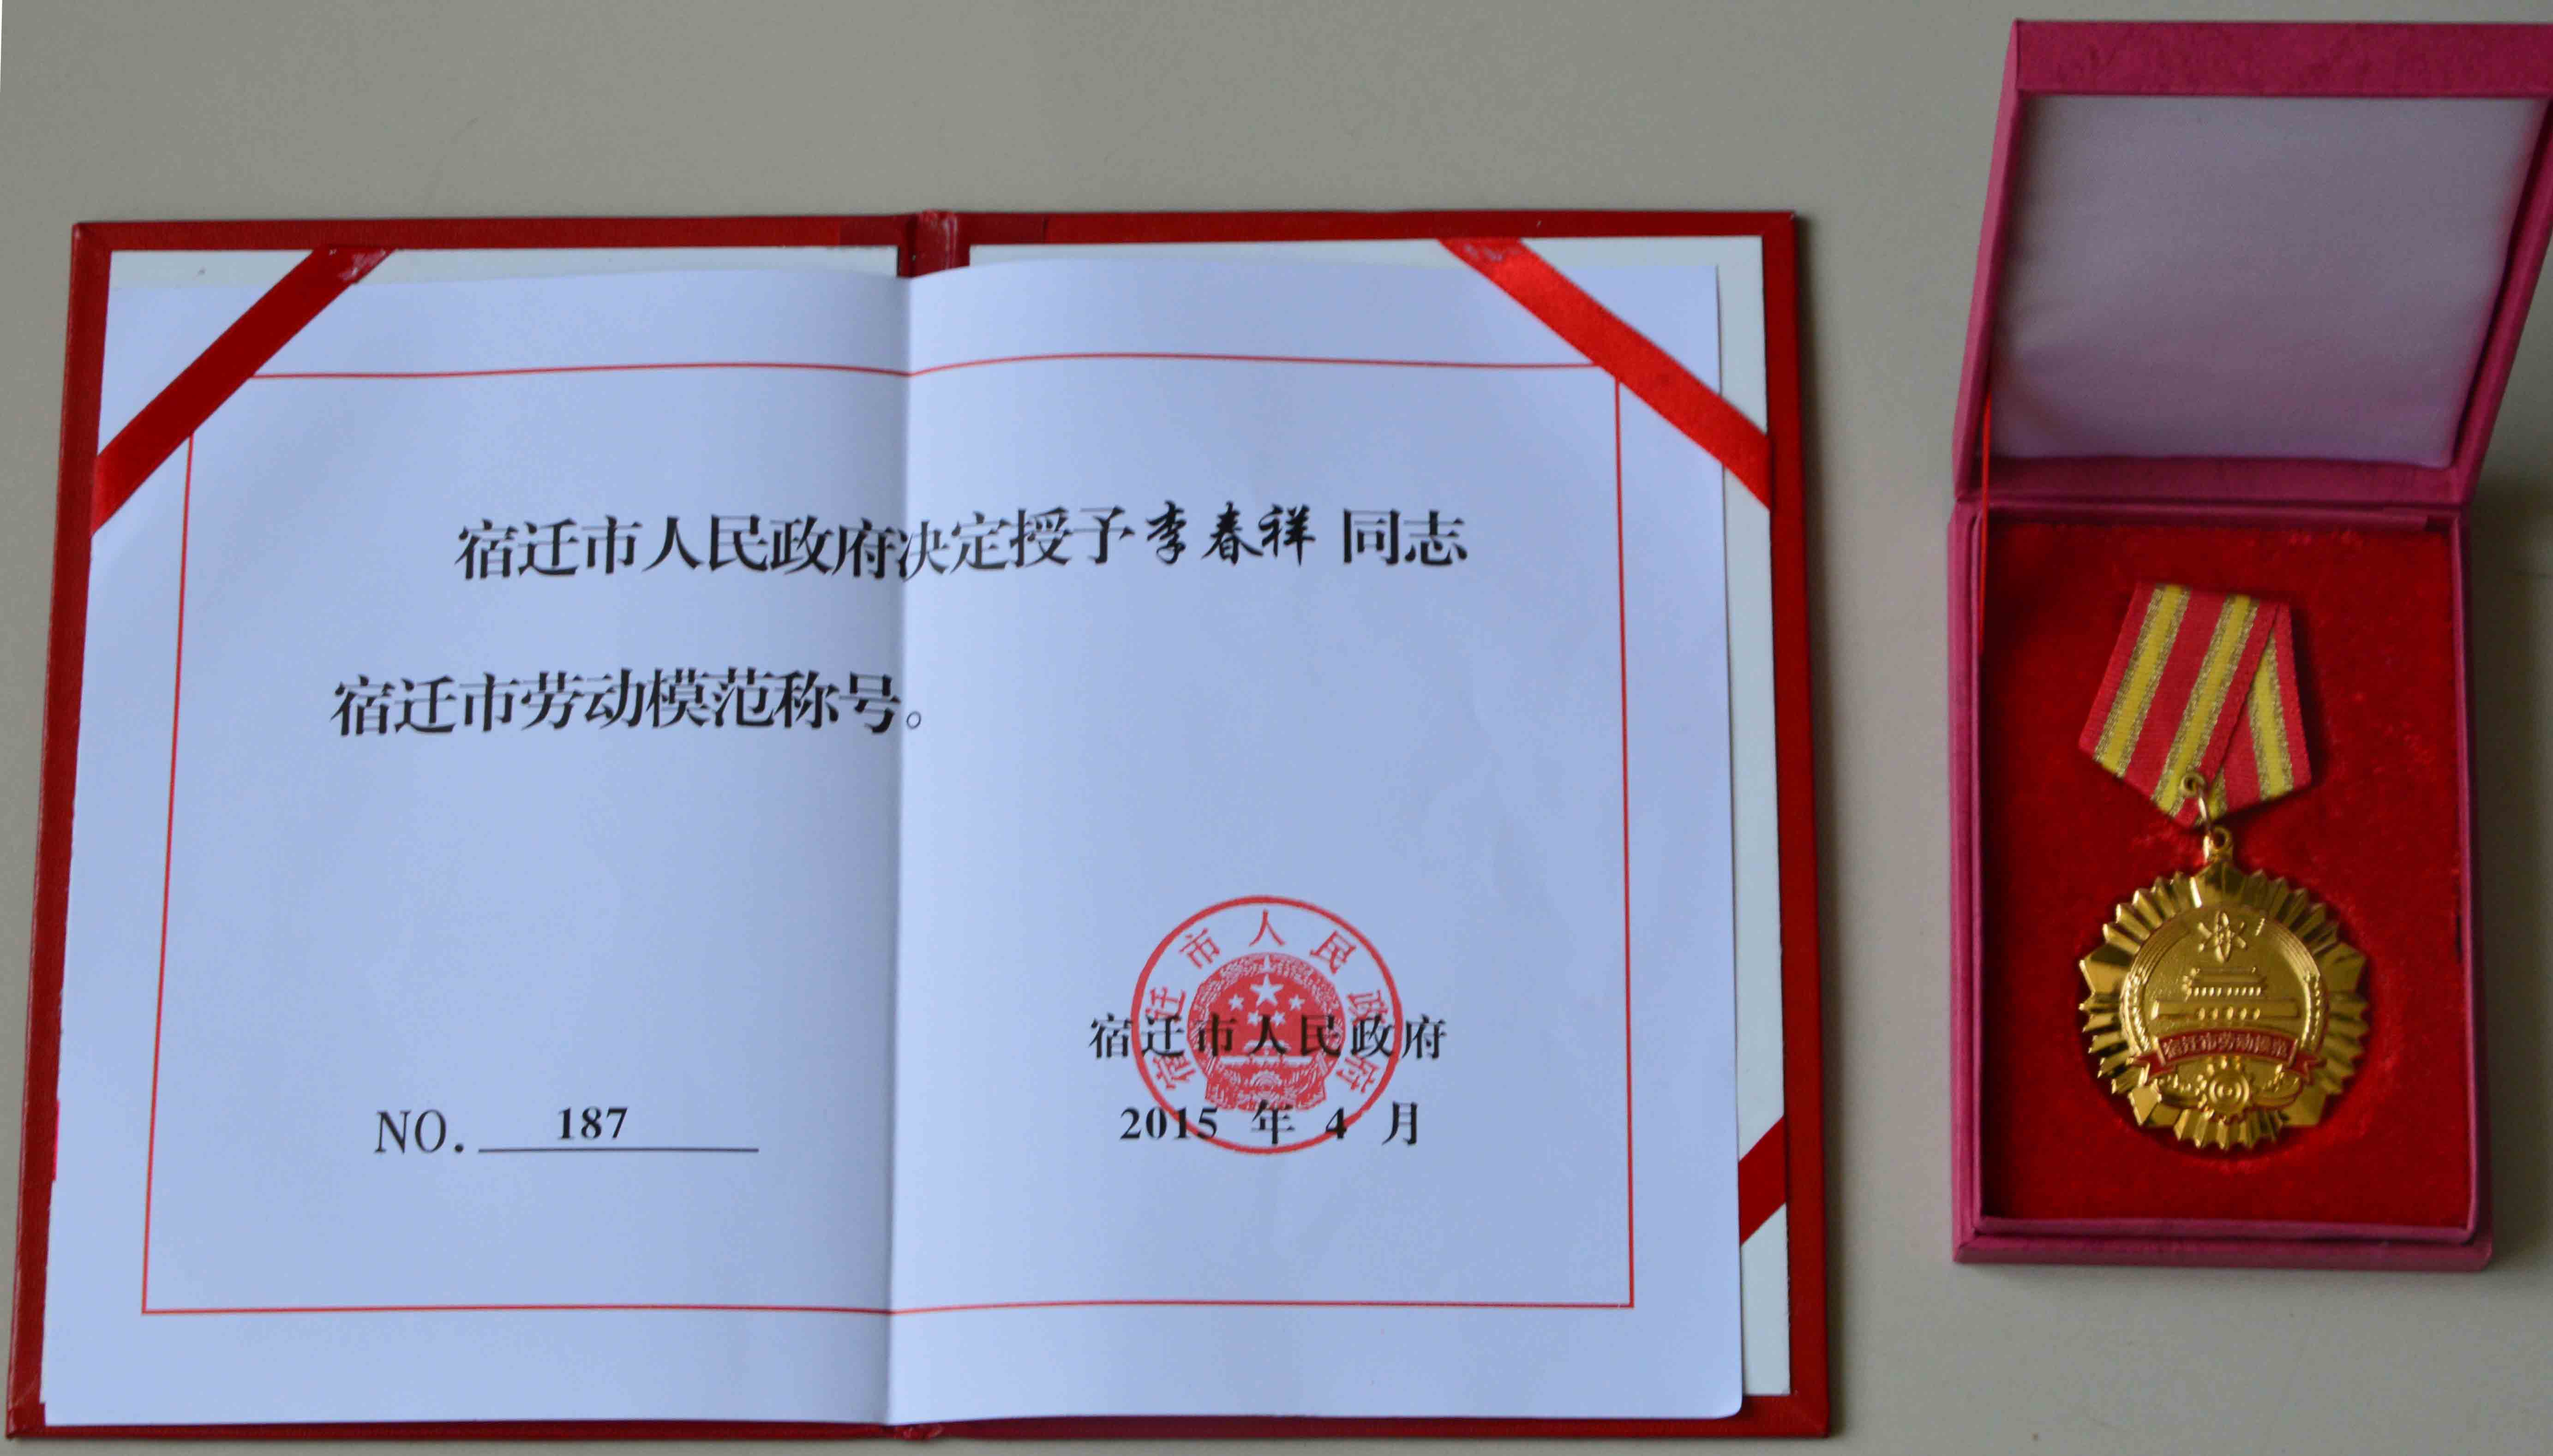 宿迁市人民政府决定授予李春祥 同志
宿迁市劳动模范称号。
宿迁市人民政府
宿迁市人民政府
2015 年 4 月
NO. 187
宿迁市劳动模范